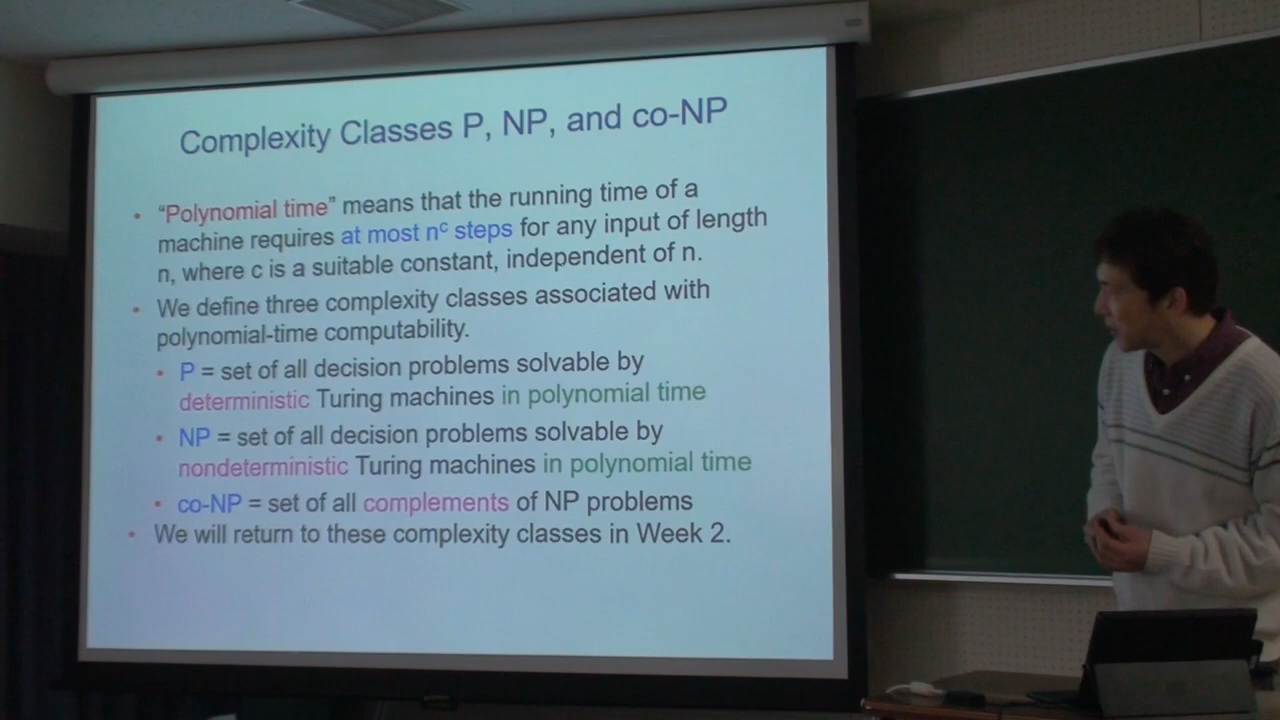 Complexity Classes P, NP, and co-NP
• “Polynomial time” means that the running time of a
machine requires at most nᶜ steps for any input of length
n, where c is a suitable constant, independent of n.
• We define three complexity classes associated with
polynomial-time computability.
• P = set of all decision problems solvable by
deterministic Turing machines in polynomial time
• NP = set of all decision problems solvable by
nondeterministic Turing machines in polynomial time
• co-NP = set of all complements of NP problems
• We will return to these complexity classes in Week 2.